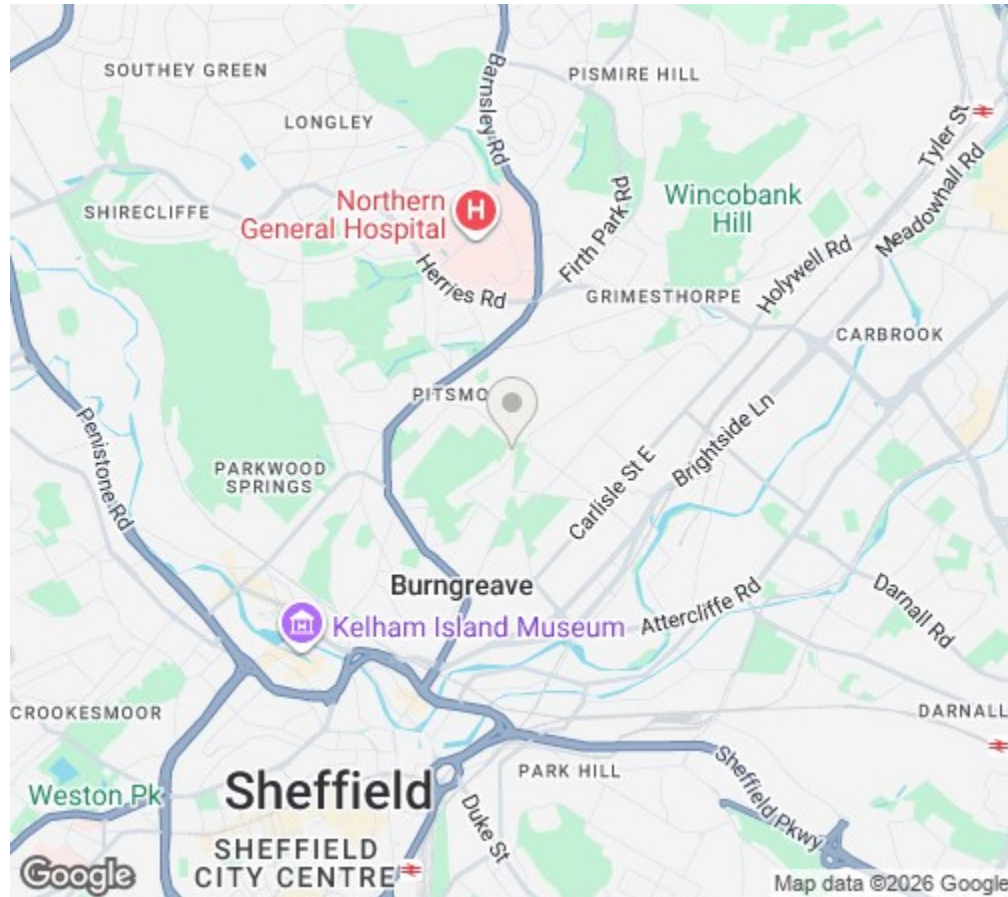 SOUTHEY GREEN
PISMIRE HILL
LONGLEY
Barnsley Rd
Tyler St
Meadowhall Rd
Northern
General Hospital
H
SHIRECLIFFE
Wincobank
Hill
Firth Park Rd
Herries Rd
Holywell Rd
GRIMESTHORPE
CARBROOK
PITSMO
Penistone Rd
PARKWOOD
SPRINGS
Carlisle St E
Brightside Ln
Burngreave
Kelham Island Museum
Attercliffe Rd
Darnall Rd
CROOKESMOOR
DARNALL
Weston Pk
Sheffield
PARK HILL
Sheffield Pkwy
Duke St
SHEFFIELD
CITY CENTRE
Google
Map data ©2026 Google